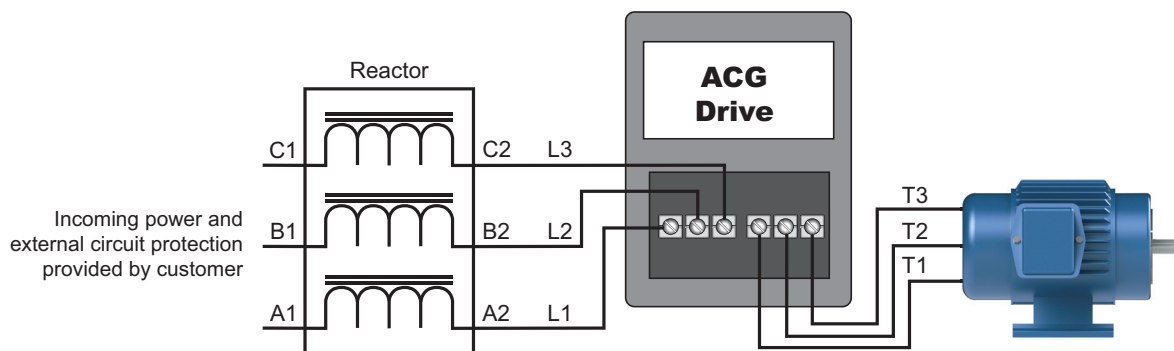 Reactor
ACG
Drive
C1 C2 L3
T3
Incoming power and
external circuit protection
provided by customer
B1 B2 L2
T2
T1
A1 A2 L1